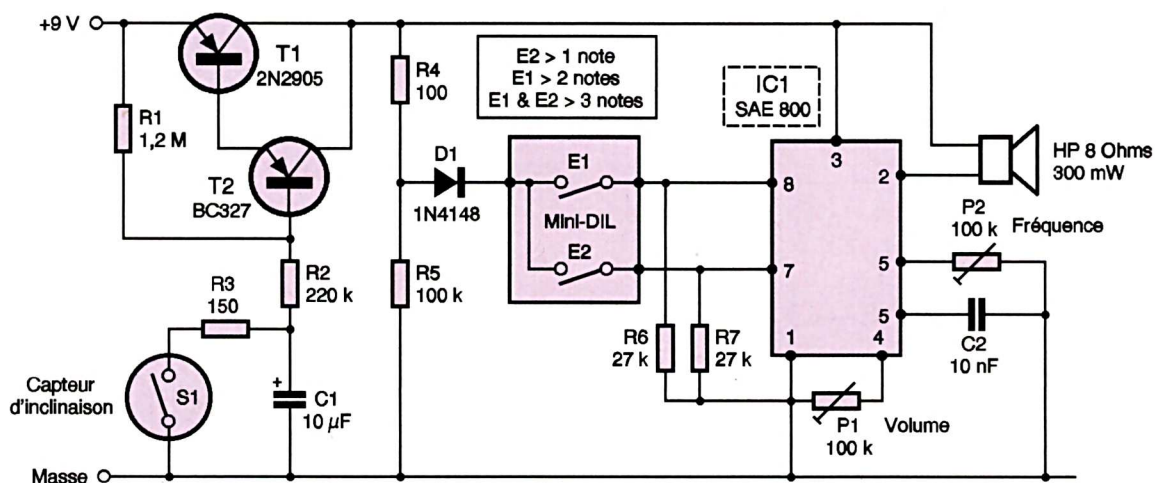 +9 V
T1
2N2905
R1
1,2 M
T2
BC327
R2
220 k
R3
150
Capteur
d'inclinaison
S1
+
C1
10 µF
Masse
R4
100
D1
1N4148
R5
100 k
E2 > 1 note
E1 > 2 notes
E1 & E2 > 3 notes
E1
Mini-DIL
E2
R6
27 k
R7
27 k
IC1
SAE 800
3
8
2
7
5
5
1
4
HP 8 Ohms
300 mW
P2
100 k
Fréquence
C2
10 nF
P1
100 k
Volume